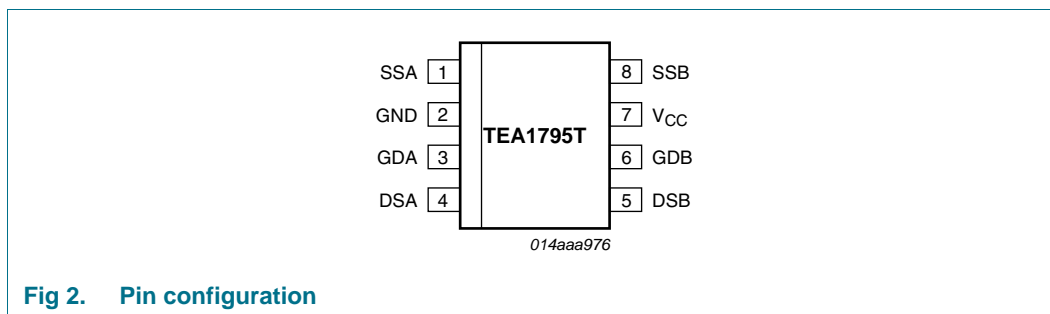 SSA 1
GND 2
GDA 3
DSA 4
TEA1795T
8 SSB
7 VCC
6 GDB
5 DSB
014aaa976
Fig 2. Pin configuration